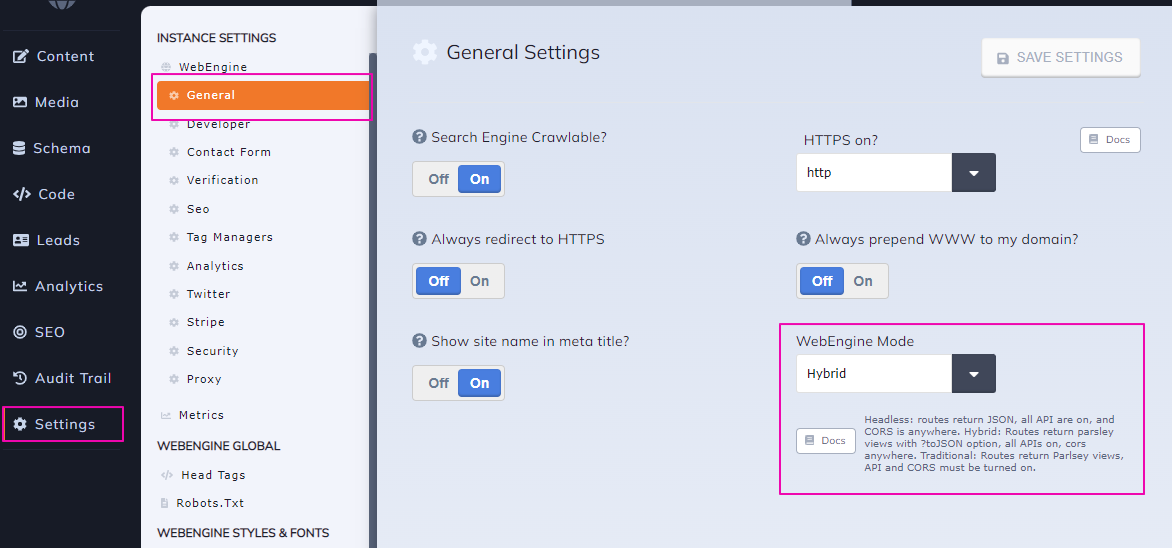 Content
Media
Schema
Code
Leads
Analytics
SEO
Audit Trail
Settings
INSTANCE SETTINGS
WebEngine
General
Developer
Contact Form
Verification
Seo
Tag Managers
Analytics
Twitter
Stripe
Security
Proxy
Metrics
WEBENGINE GLOBAL
Head Tags
Robots.Txt
WEBENGINE STYLES & FONTS
General Settings
SAVE SETTINGS
Search Engine Crawlable?
Off On
HTTPS on?
Docs
http
Always redirect to HTTPS
Off On
Always prepend WWW to my domain?
Off On
Show site name in meta title?
Off On
WebEngine Mode
Hybrid
Docs
Headless: routes return JSON, all API are on, and
CORS is anywhere. Hybrid: Routes return parsley
views with ?toJSON option, all APIs on, cors
anywhere. Traditional: Routes return Parlsey views,
API and CORS must be turned on.